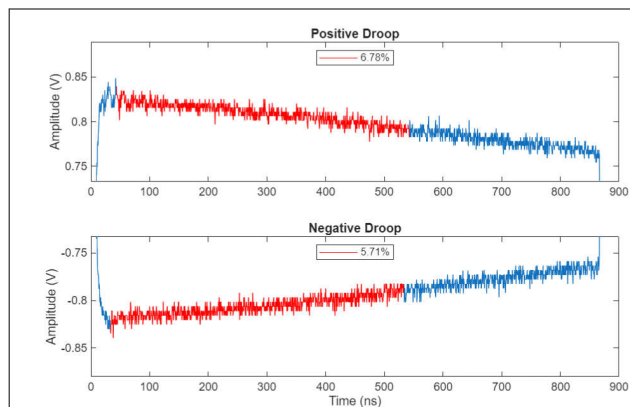 Positive Droop
6.78%
Amplitude (V)
0.85
0.8
0.75
0 100 200 300 400 500 600 700 800 900
Negative Droop
5.71%
Amplitude (V)
-0.75
-0.8
-0.85
0 100 200 300 400 500 600 700 800 900
Time (ns)